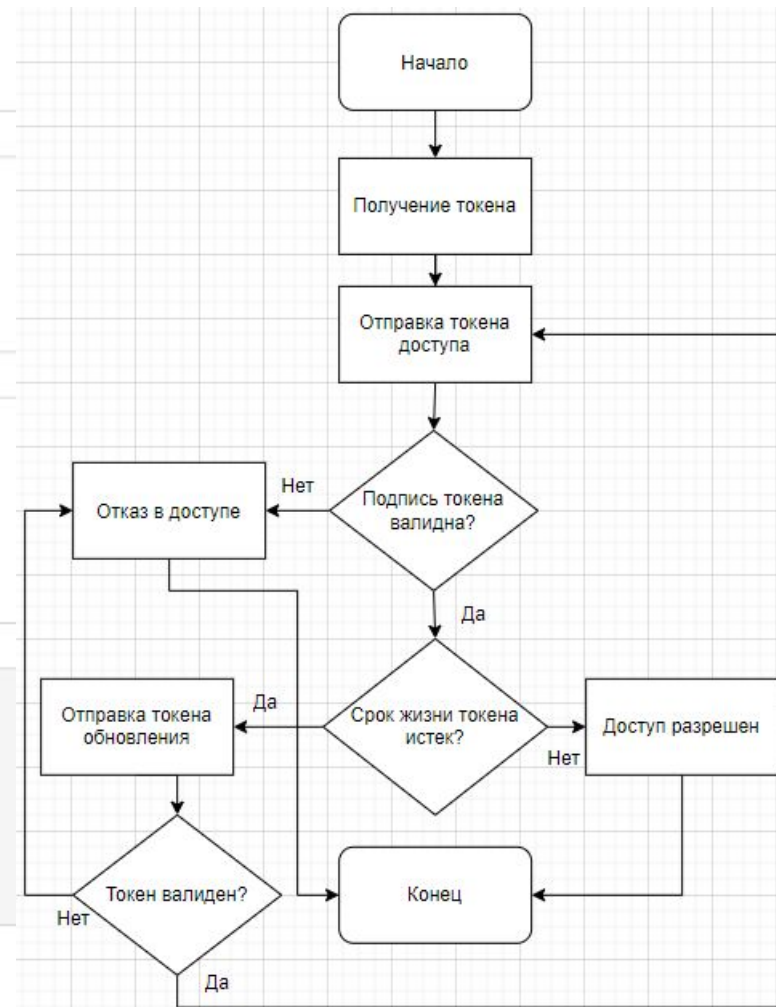 Начало
Получение токена
Отправка токена
доступа
Нет
Отказ в доступе
Подпись токена
валидна?
Да
Отправка токена
обновления
Да
Срок жизни токена
истек?
Нет
Доступ разрешен
Токен валиден?
Нет
Конец
Да